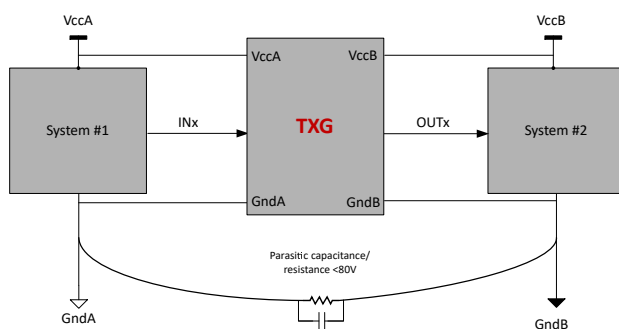 VccA
VccB
VccA
VccB
System #1
INx
TXG
OUTx
System #2
GndA
GndB
Parasitic capacitance/
resistance <80V
GndA
GndB